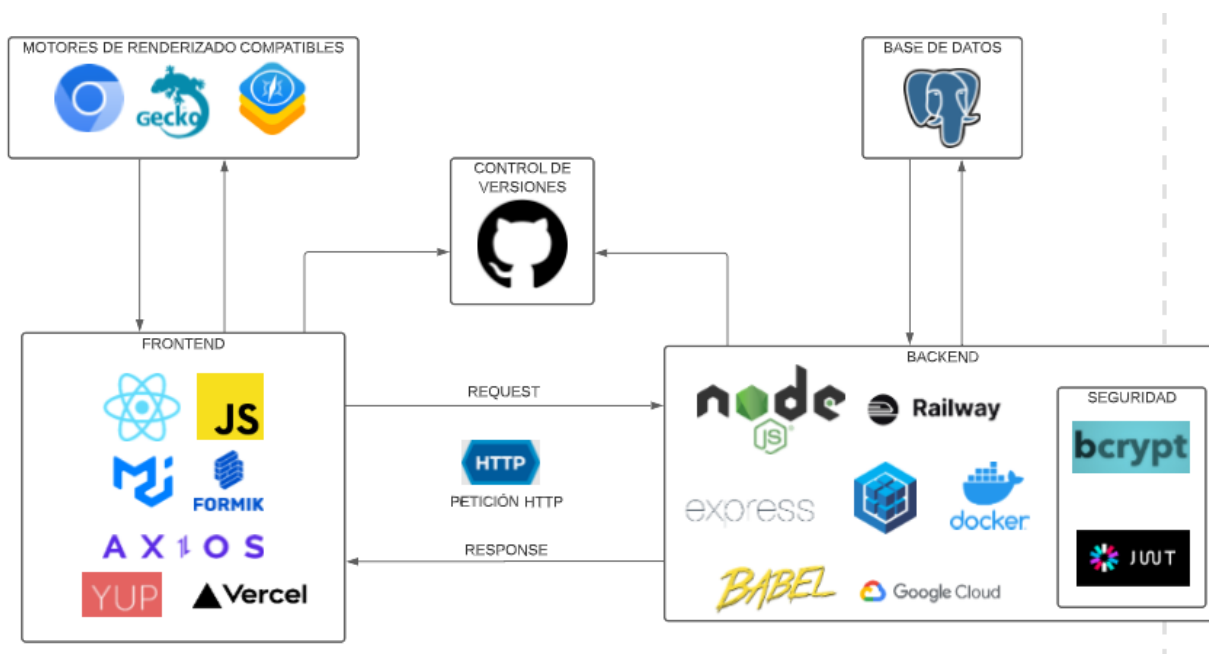 MOTORES DE RENDERIZADO COMPATIBLES
GECKO
BASE DE DATOS
CONTROL DE
VERSIONES
FRONTEND
JS
FORMIK
AXIOS
YUP
Vercel
REQUEST
HTTP
PETICIÓN HTTP
RESPONSE
BACKEND
node
JS
Railway
express
docker
BABEL
Google Cloud
SEGURIDAD
bcrypt
JWT